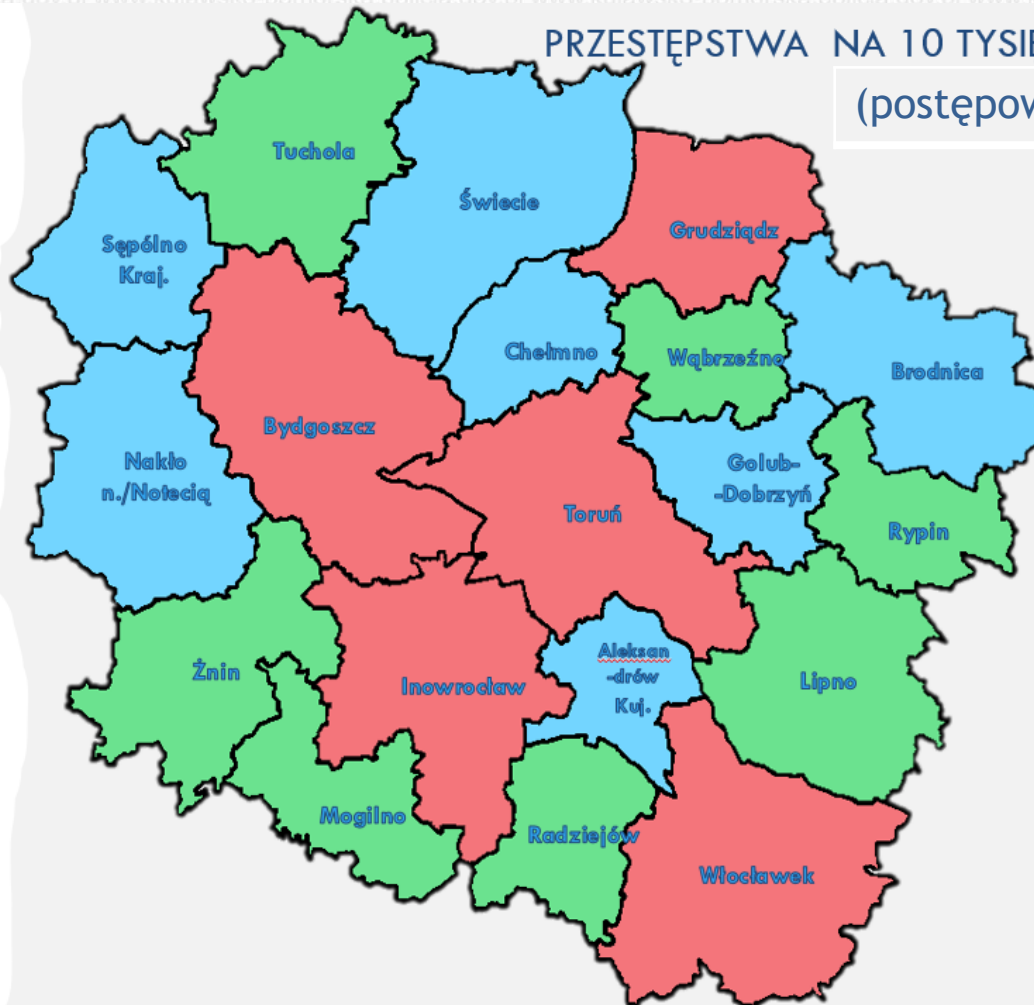 PRZESTĘPSTWA NA 10 TYSIE
(postępow
Tuchola
Świecie
Sępólno
Kraj.
Grudziądz
Chełmno
Wąbrzeźno
Brodnica
Bydgoszcz
Nakło
n./Notecią
Golub-
-Dobrzyń
Toruń
Rypin
Żnin
Inowrocław
Aleksan
-drów
Kuj.
Lipno
Mogilno
Radziejów
Włocławek